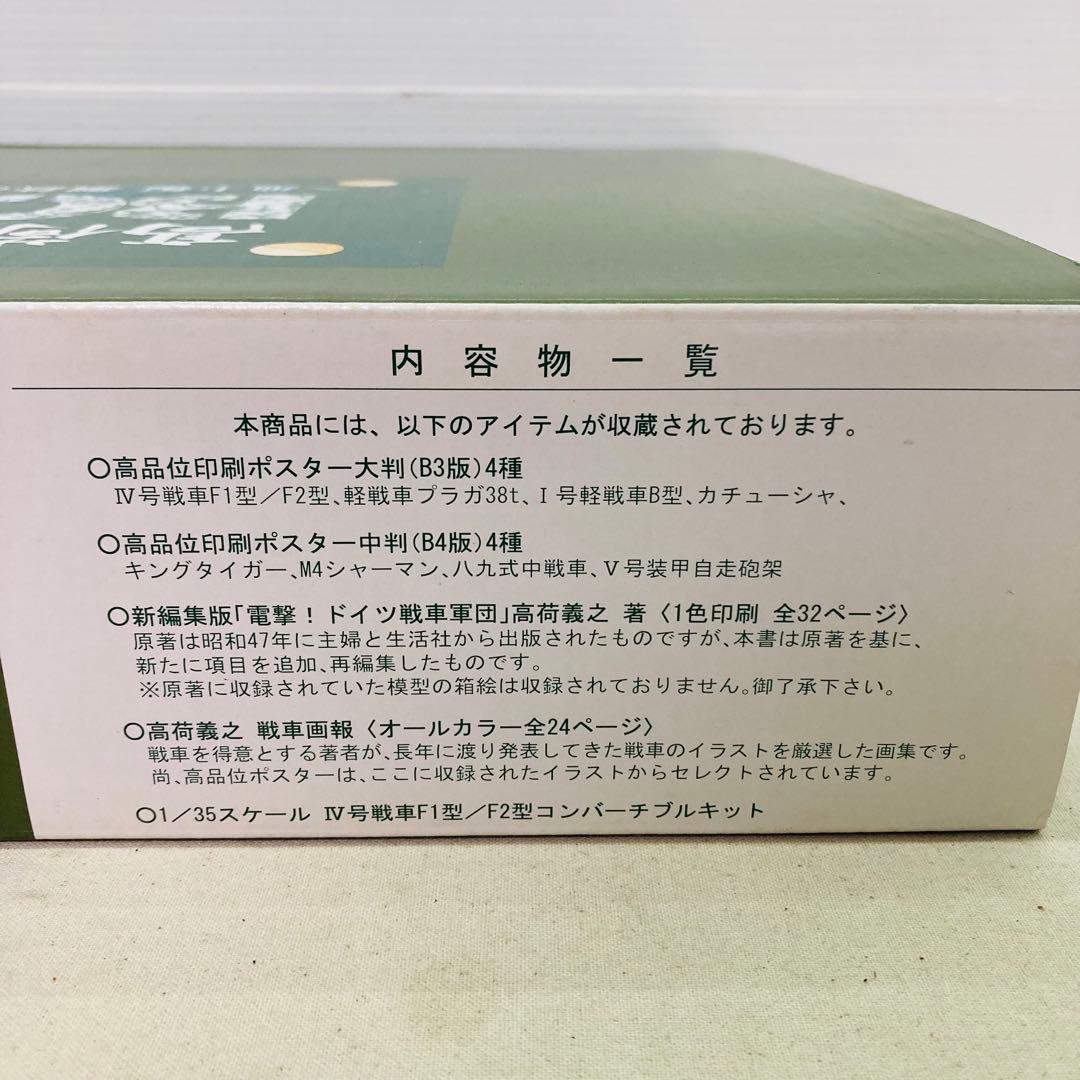 内容物一覧
本商品には、以下のアイテムが収蔵されております。
○高品位印刷ポスター大判(B3版)4種
Ⅳ号戦車F1型／F2型、軽戦車プラガ38t、Ⅰ号軽戦車B型、カチューシャ、
○高品位印刷ポスター中判(B4版)4種
キングタイガー、M4シャーマン、八九式中戦車、Ⅴ号装甲自走砲架
○新編集版「電撃！ドイツ戦車軍団」高荷義之 著〈1色印刷 全32ページ〉
原著は昭和47年に主婦と生活社から出版されたものですが、本書は原著を基に、
新たに項目を追加、再編集したものです。
※原著に収録されていた模型の箱絵は収録されておりません。御了承下さい。
○高荷義之 戦車画報〈オールカラー全24ページ〉
戦車を得意とする著者が、長年に渡り発表してきた戦車のイラストを厳選した画集です。
尚、高品位ポスターは、ここに収録されたイラストからセレクトされています。
○1／35スケール Ⅳ号戦車F1型／F2型コンバーチブルキット